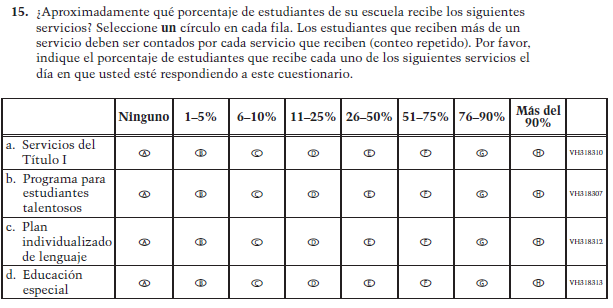 15. ¿Aproximadamente qué porcentaje de estudiantes de su escuela recibe los siguientes
servicios? Seleccione un círculo en cada fila. Los estudiantes que reciben más de un
servicio deben ser contados por cada servicio que reciben (conteo repetido). Por favor,
indique el porcentaje de estudiantes que recibe cada uno de los siguientes servicios el
día en que usted esté respondiendo a este cuestionario.
Ninguno 1–5% 6–10% 11–25% 26–50% 51–75% 76–90% Más del
90%
a. Servicios del
Título I
A B C D E F G H VH318310
b. Programa para
estudiantes
talentosos
A B C D E F G H VH318307
c. Plan
individualizado
de lenguaje
A B C D E F G H VH318312
d. Educación
especial
A B C D E F G H VH318313